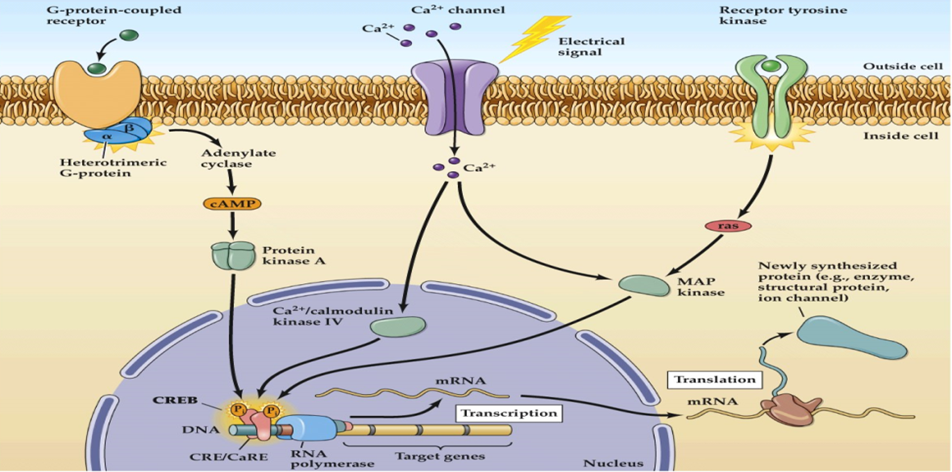 G-protein-coupled
receptor
Ca²⁺ channel
Ca²⁺
Electrical
signal
Receptor tyrosine
kinase
Outside cell
Inside cell
α
β
Heterotrimeric
G-protein
Adenylate
cyclase
cAMP
Protein
kinase A
Ca²⁺
ras
MAP
kinase
Newly synthesized
protein (e.g., enzyme,
structural protein,
ion channel)
Ca²⁺/calmodulin
kinase IV
CREB
P
P
DNA
CRE/CaRE
RNA
polymerase
mRNA
Transcription
Target genes
Nucleus
Translation
mRNA